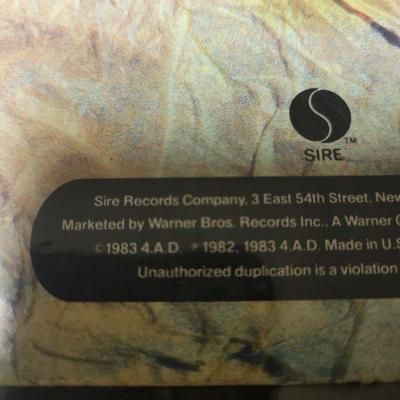 TM
SIRE
Sire Records Company, 3 East 54th Street, New
Marketed by Warner Bros. Records Inc., A Warner
©1983 4.A.D. ℗ 1982, 1983 4.A.D. Made in U.S
Unauthorized duplication is a violation